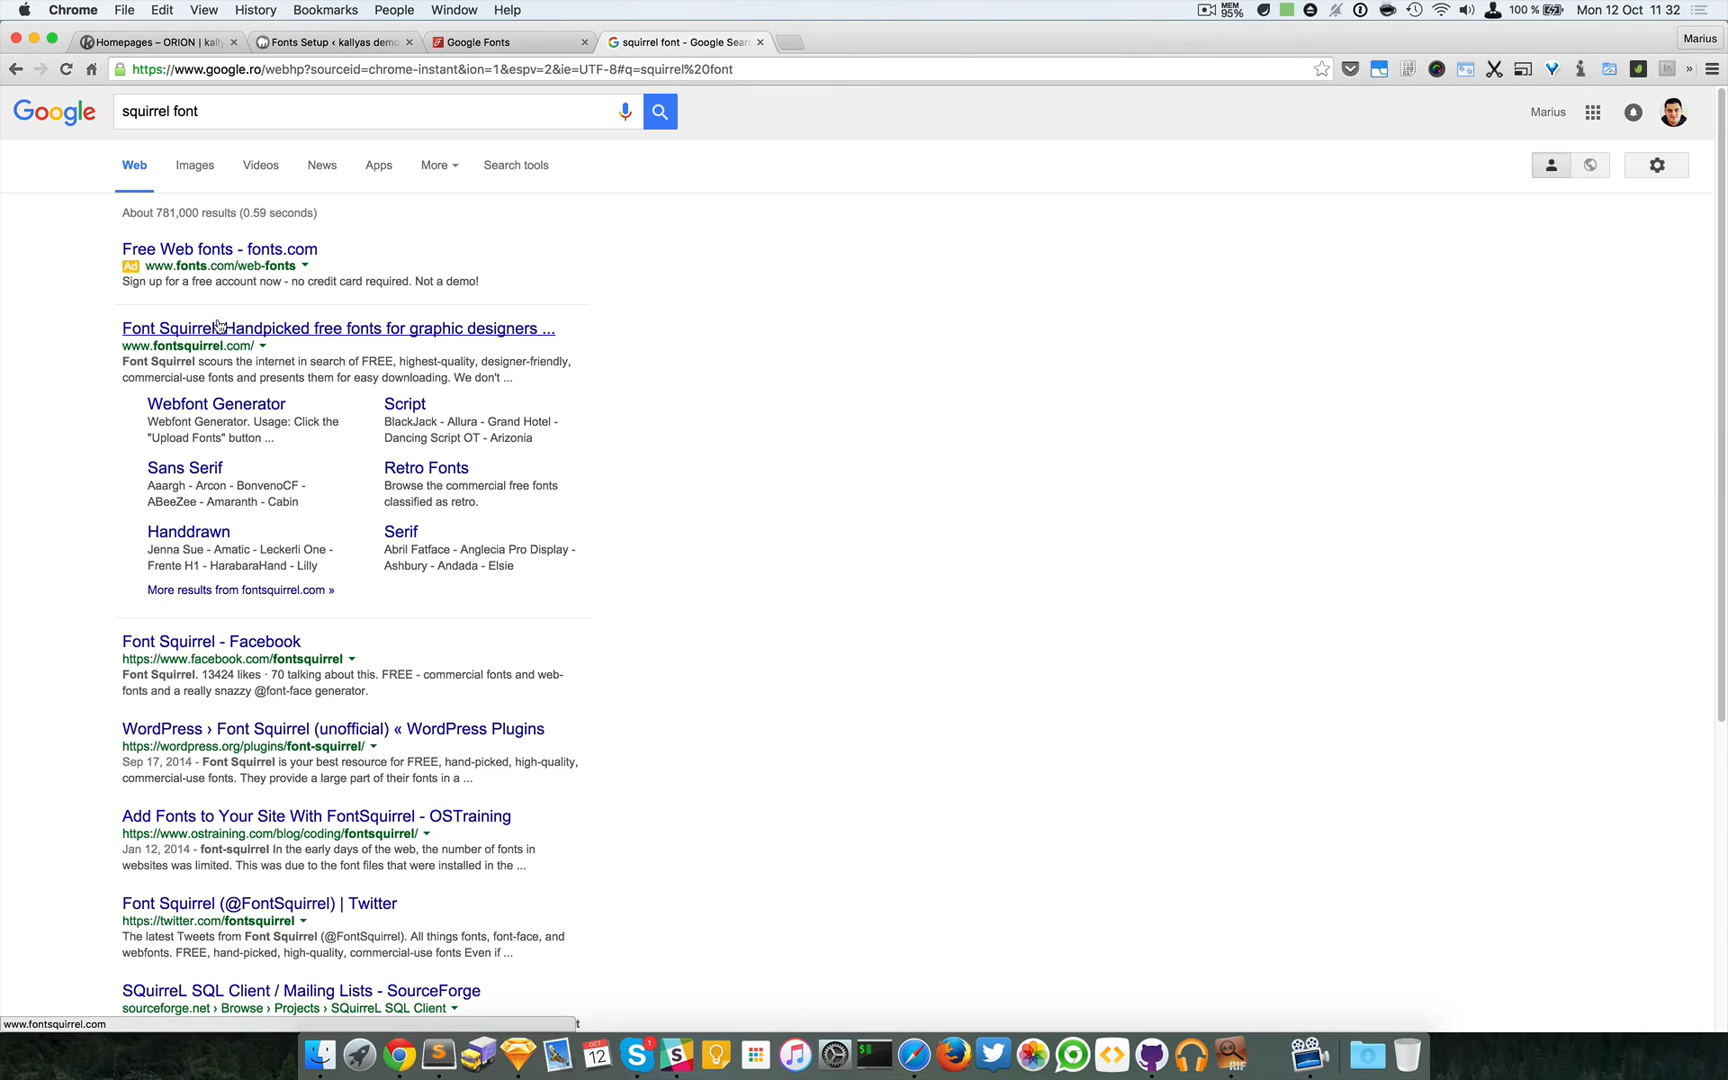 Chrome File Edit View History Bookmarks People Window Help MEM 95% 100 % Mon 12 Oct 11 32
Homepages – ORION | kally Fonts Setup ‹ kallyas demo Google Fonts squirrel font - Google Sear Marius
https://www.google.ro/webhp?sourceid=chrome-instant&ion=1&espv=2&ie=UTF-8#q=squirrel%20font
Google squirrel font Marius
Web Images Videos News Apps More Search tools
About 781,000 results (0.59 seconds)
Free Web fonts - fonts.com
Ad www.fonts.com/web-fonts
Sign up for a free account now - no credit card required. Not a demo!
Font Squirrel Handpicked free fonts for graphic designers ...
www.fontsquirrel.com/
Font Squirrel scours the internet in search of FREE, highest-quality, designer-friendly,
commercial-use fonts and presents them for easy downloading. We don't ...
Webfont Generator
Webfont Generator. Usage: Click the
"Upload Fonts" button ...
Script
BlackJack - Allura - Grand Hotel -
Dancing Script OT - Arizonia
Sans Serif
Aaargh - Arcon - BonvenoCF -
ABeeZee - Amaranth - Cabin
Retro Fonts
Browse the commercial free fonts
classified as retro.
Handdrawn
Jenna Sue - Amatic - Leckerli One -
Frente H1 - HarabaraHand - Lilly
Serif
Abril Fatface - Anglecia Pro Display -
Ashbury - Andada - Elsie
More results from fontsquirrel.com »
Font Squirrel - Facebook
https://www.facebook.com/fontsquirrel
Font Squirrel. 13424 likes · 70 talking about this. FREE - commercial fonts and web-
fonts and a really snazzy @font-face generator.
WordPress › Font Squirrel (unofficial) « WordPress Plugins
https://wordpress.org/plugins/font-squirrel/
Sep 17, 2014 - Font Squirrel is your best resource for FREE, hand-picked, high-quality,
commercial-use fonts. They provide a large part of their fonts in a ...
Add Fonts to Your Site With FontSquirrel - OSTraining
https://www.ostraining.com/blog/coding/fontsquirrel/
Jan 12, 2014 - font-squirrel In the early days of the web, the number of fonts in
websites was limited. This was due to the font files that were installed in the ...
Font Squirrel (@FontSquirrel) | Twitter
https://twitter.com/fontsquirrel
The latest Tweets from Font Squirrel (@FontSquirrel). All things fonts, font-face, and
webfonts. FREE, hand-picked, high-quality, commercial-use fonts Even if ...
SQuirreL SQL Client / Mailing Lists - SourceForge
sourceforge.net › Browse › Projects › SQuirreL SQL Client
www.fontsquirrel.com
OCT 12 1 RIF